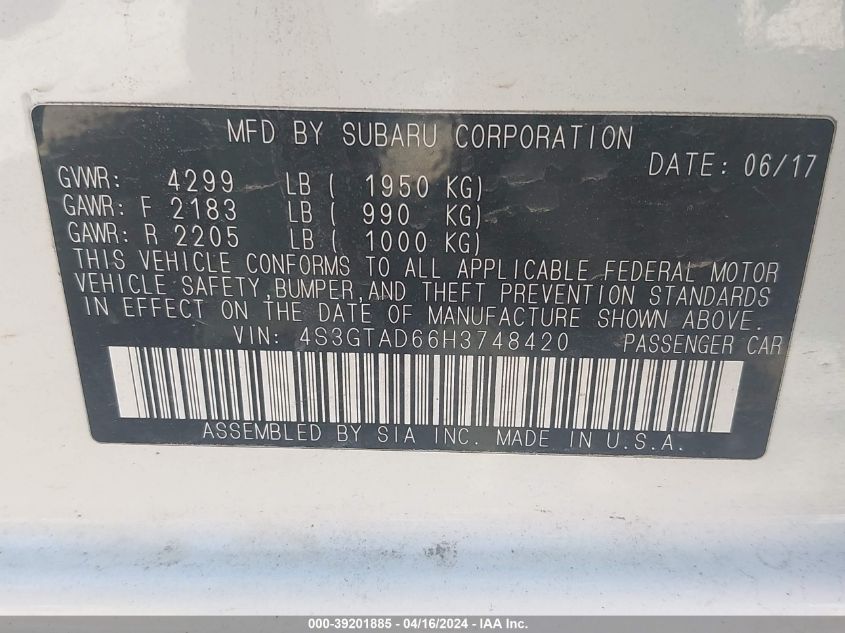 MFD BY SUBARU CORPORATION
DATE: 06/17
GVWR: 4299 LB ( 1950 KG)
GAWR: F 2183 LB ( 990 KG)
GAWR: R 2205 LB ( 1000 KG)
THIS VEHICLE CONFORMS TO ALL APPLICABLE FEDERAL MOTOR
VEHICLE SAFETY,BUMPER,AND THEFT PREVENTION STANDARDS
IN EFFECT ON THE DATE OF MANUFACTURE SHOWN ABOVE.
VIN: 4S3GTAD66H3748420 PASSENGER CAR
ASSEMBLED BY SIA INC. MADE IN U.S.A.
000-39201885 - 04/16/2024 - IAA Inc.